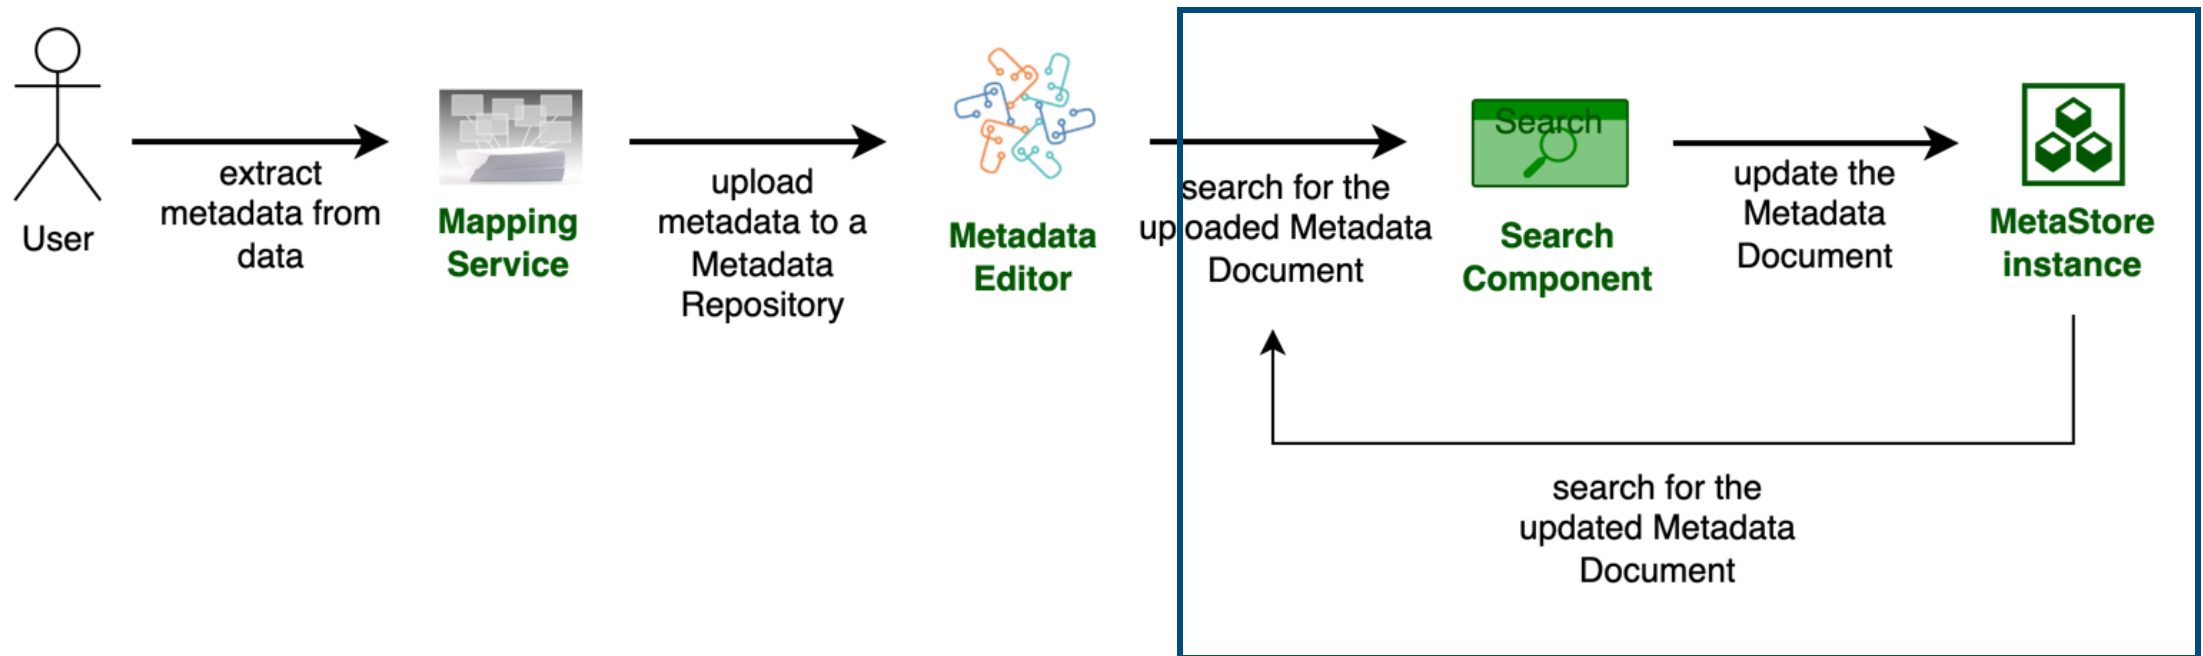 User
extract
metadata from
data
Mapping
Service
upload
metadata to a
Metadata
Repository
Metadata
Editor
search for the
uploaded Metadata
Document
Search
Search
Component
update the
Metadata
Document
MetaStore
instance
search for the
updated Metadata
Document